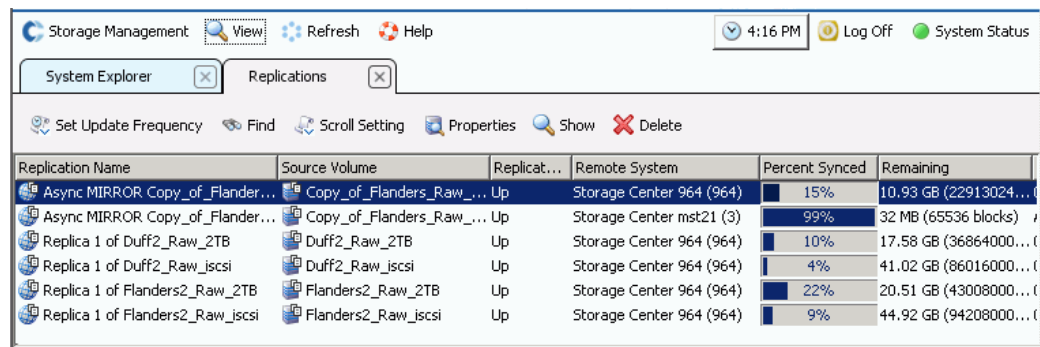 Storage Management View Refresh Help 4:16 PM Log Off System Status
System Explorer Replications
Set Update Frequency Find Scroll Setting Properties Show Delete
Replication Name Source Volume Replicat... Remote System Percent Synced Remaining
Async MIRROR Copy_of_Flander... Copy_of_Flanders_Raw_... Up Storage Center 964 (964) 15% 10.93 GB (22913024...
Async MIRROR Copy_of_Flander... Copy_of_Flanders_Raw_... Up Storage Center mst21 (3) 99% 32 MB (65536 blocks)
Replica 1 of Duff2_Raw_2TB Duff2_Raw_2TB Up Storage Center 964 (964) 10% 17.58 GB (36864000...
Replica 1 of Duff2_Raw_iscsi Duff2_Raw_iscsi Up Storage Center 964 (964) 4% 41.02 GB (86016000...
Replica 1 of Flanders2_Raw_2TB Flanders2_Raw_2TB Up Storage Center 964 (964) 22% 20.51 GB (43008000...
Replica 1 of Flanders2_Raw_iscsi Flanders2_Raw_iscsi Up Storage Center 964 (964) 9% 44.92 GB (94208000...